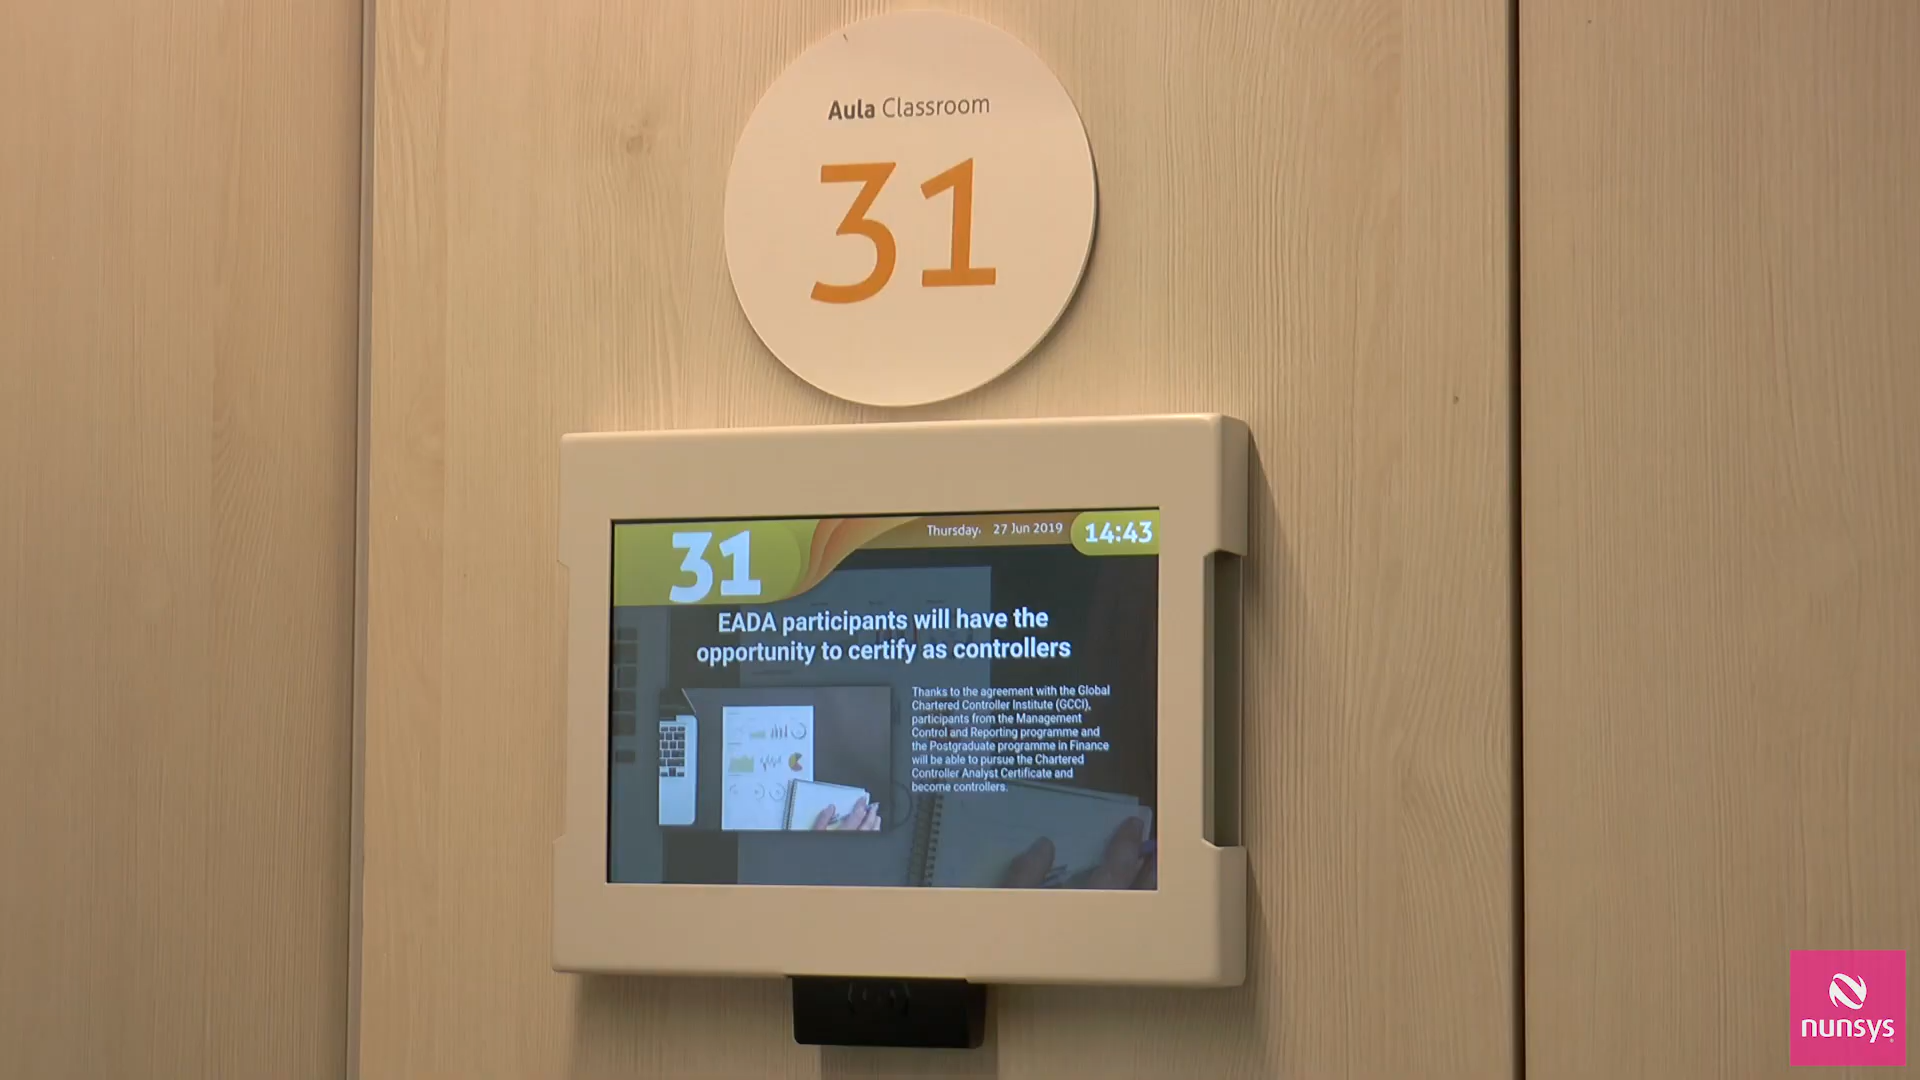 Aula Classroom
31
31
Thursday, 27 Jun 2019
14:43
EADA participants will have the
opportunity to certify as controllers
Thanks to the agreement with the Global
Chartered Controller Institute (GCCI),
participants from the Management
Control and Reporting programme and
the Postgraduate programme in Finance
will be able to pursue the Chartered
Controller Analyst Certificate and
become controllers.
nunsys